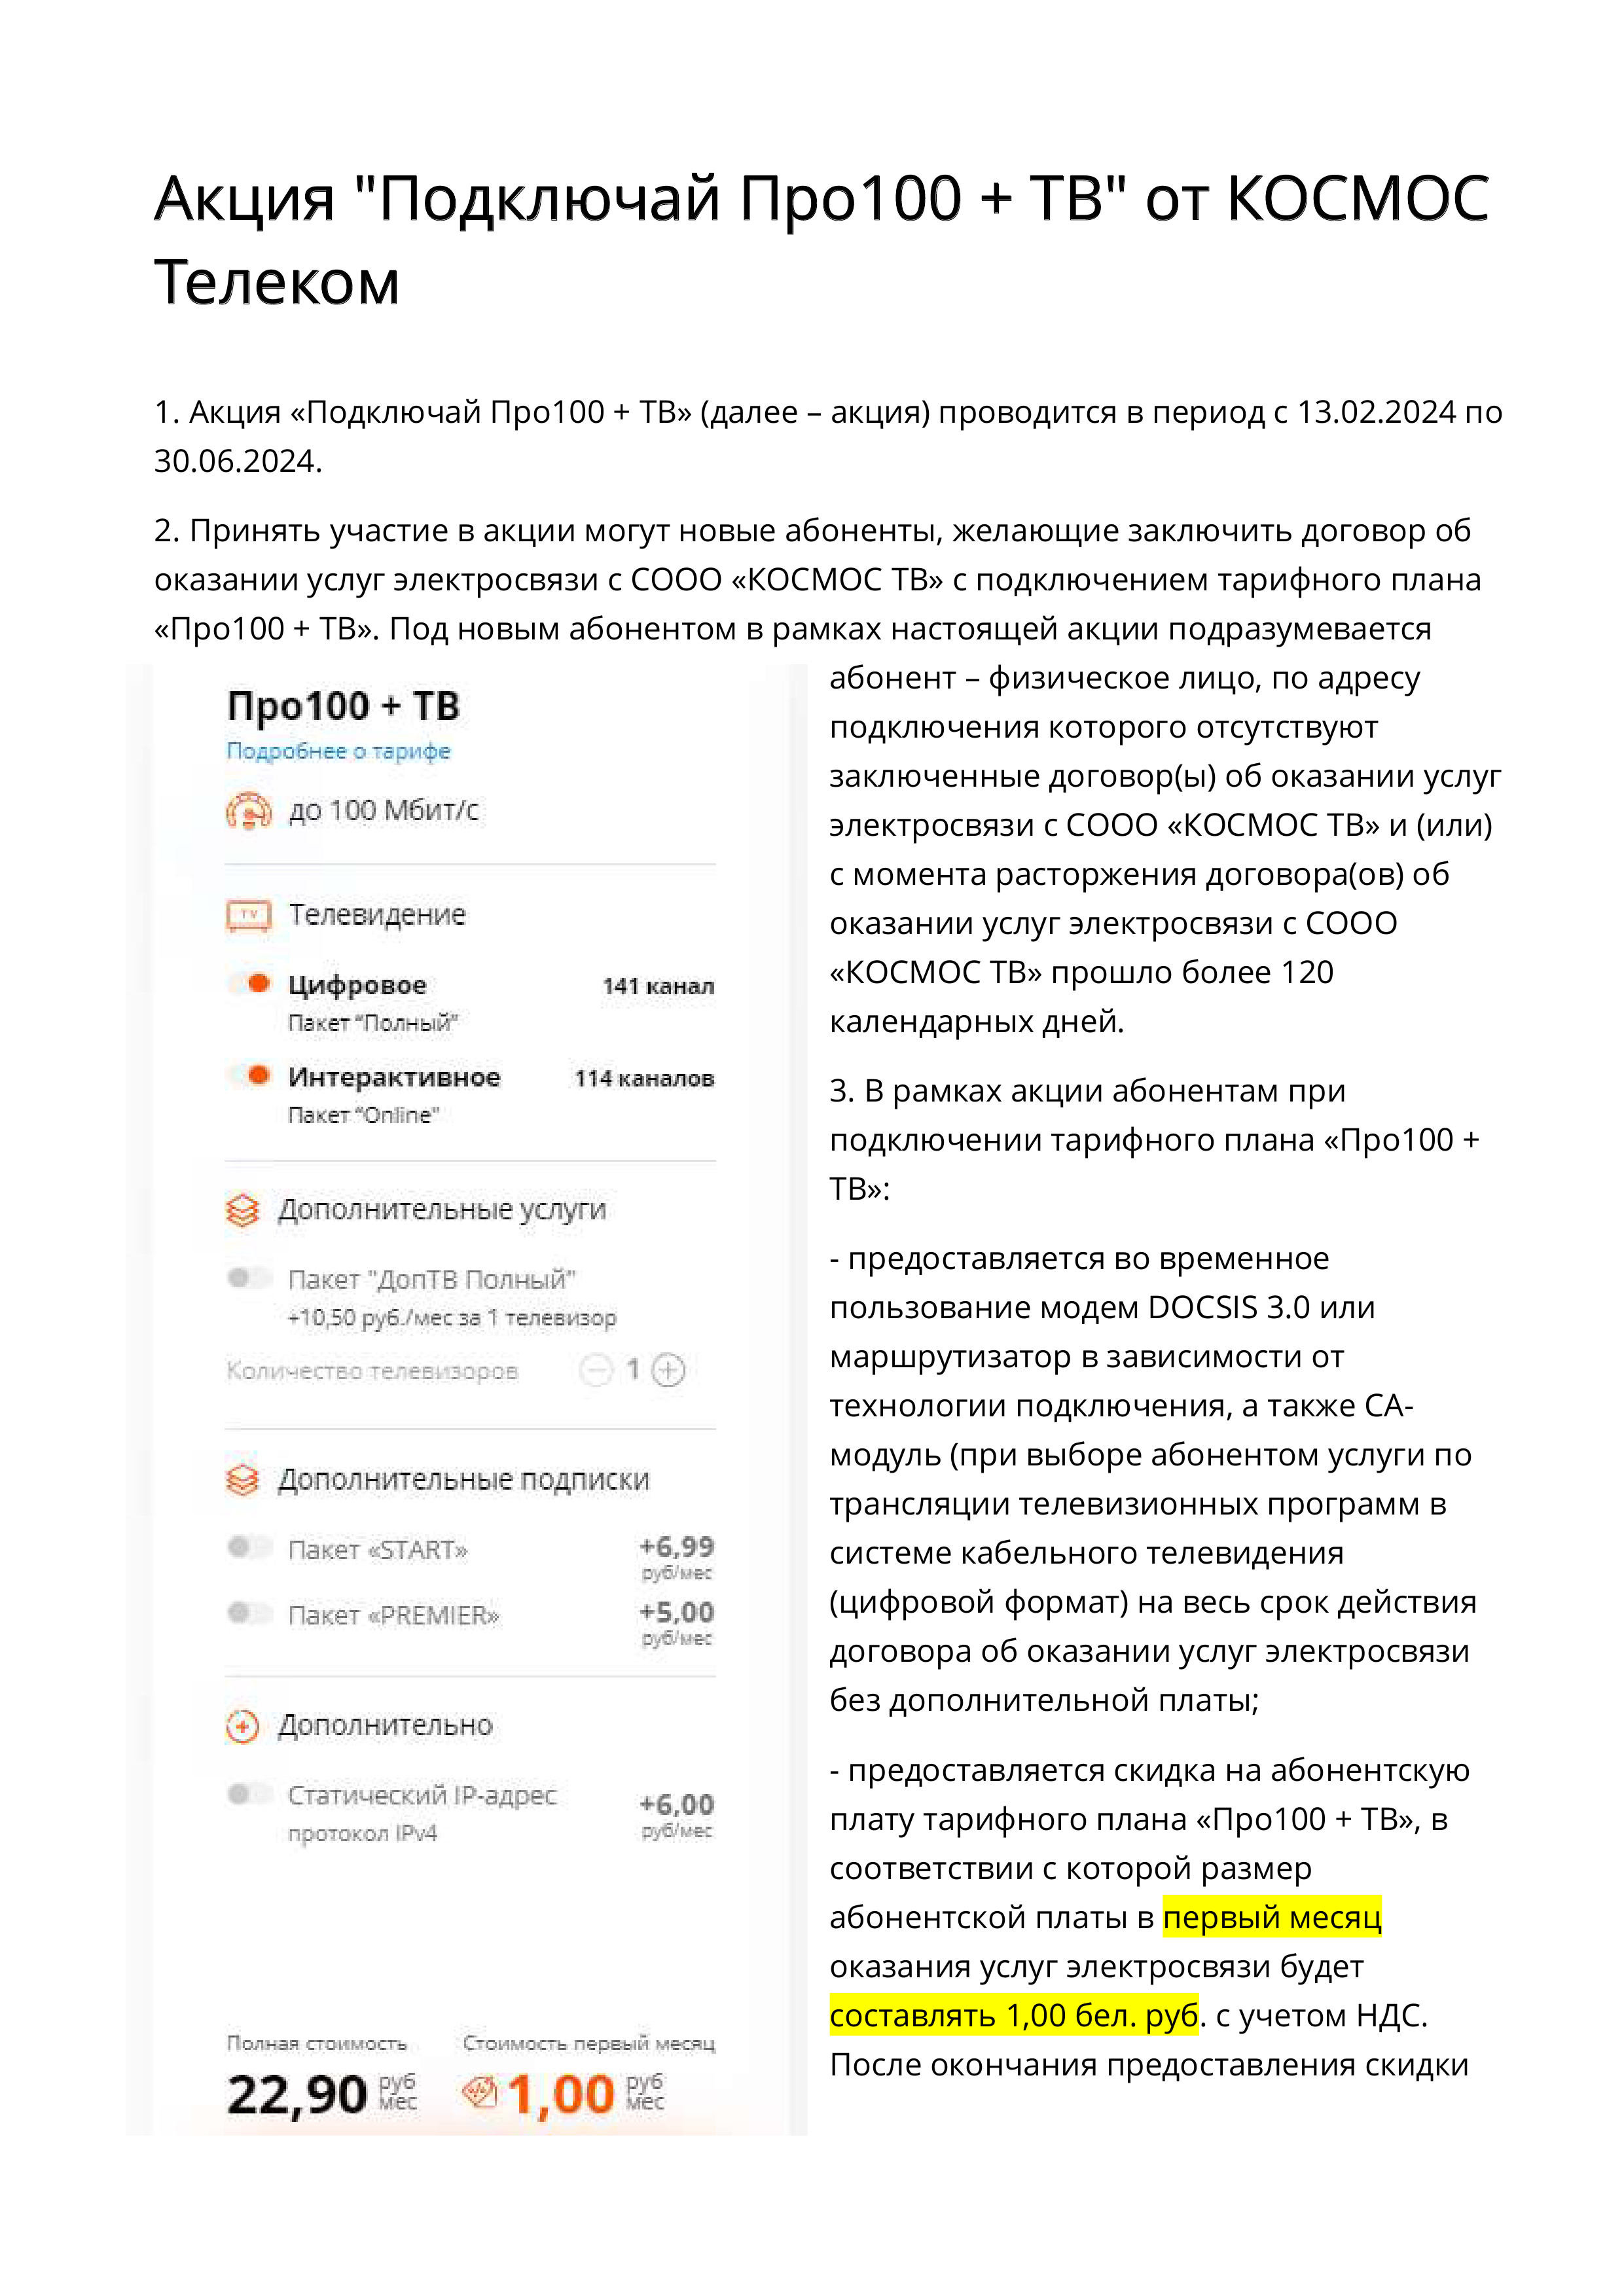 Акция "Подключай Про100 + ТВ" от КОСМОС
Телеком
1. Акция «Подключай Про100 + ТВ» (далее – акция) проводится в период с 13.02.2024 по
30.06.2024.
2. Принять участие в акции могут новые абоненты, желающие заключить договор об
оказании услуг электросвязи с СООО «КОСМОС ТВ» с подключением тарифного плана
«Про100 + ТВ». Под новым абонентом в рамках настоящей акции подразумевается
абонент – физическое лицо, по адресу
подключения которого отсутствуют
заключенные договор(ы) об оказании услуг
электросвязи с СООО «КОСМОС ТВ» и (или)
с момента расторжения договора(ов) об
оказании услуг электросвязи с СООО
«КОСМОС ТВ» прошло более 120
календарных дней.
3. В рамках акции абонентам при
подключении тарифного плана «Про100 +
ТВ»:
- предоставляется во временное
пользование модем DOCSIS 3.0 или
маршрутизатор в зависимости от
технологии подключения, а также СА-
модуль (при выборе абонентом услуги по
трансляции телевизионных программ в
системе кабельного телевидения
(цифровой формат) на весь срок действия
договора об оказании услуг электросвязи
без дополнительной платы;
- предоставляется скидка на абонентскую
плату тарифного плана «Про100 + ТВ», в
соответствии с которой размер
абонентской платы в первый месяц
оказания услуг электросвязи будет
составлять 1,00 бел. руб. с учетом НДС.
После окончания предоставления скидки
Про100 + ТВ
Подробнее о тарифе
до 100 Мбит/с
TV Телевидение
Цифровое 141 канал
Пакет “Полный”
Интерактивное 114 каналов
Пакет “Online”
Дополнительные услуги
Пакет "ДопТВ Полный"
+10,50 руб./мес за 1 телевизор
Количество телевизоров 1
Дополнительные подписки
Пакет «START» +6,99
руб/мес
Пакет «PREMIER» +5,00
руб/мес
Дополнительно
Статический IP-адрес +6,00
протокол IPv4 руб/мес
Полная стоимость Стоимость первый месяц
22,90 руб мес 1,00 руб мес